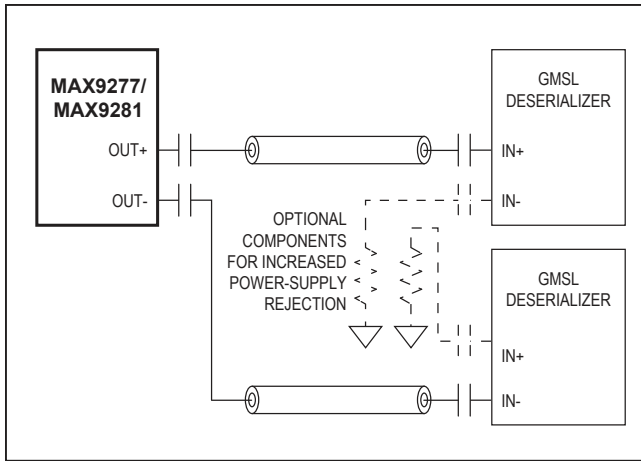 MAX9277/
MAX9281
OUT+
OUT-
GMSL
DESERIALIZER
IN+
IN-
OPTIONAL
COMPONENTS
FOR INCREASED
POWER-SUPPLY
REJECTION
GMSL
DESERIALIZER
IN+
IN-